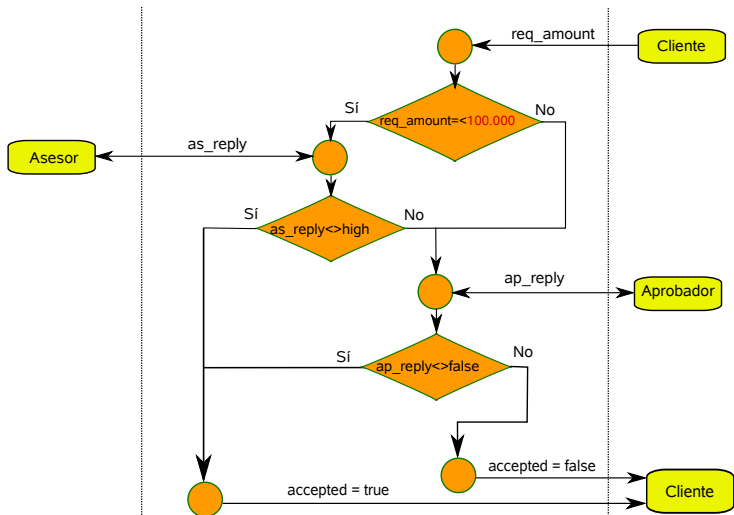 req_amount
Cliente
Sí
req_amount=<100.000
No
as_reply
Asesor
Sí
as_reply<>high
No
ap_reply
Aprobador
Sí
ap_reply<>false
No
accepted = false
accepted = true
Cliente